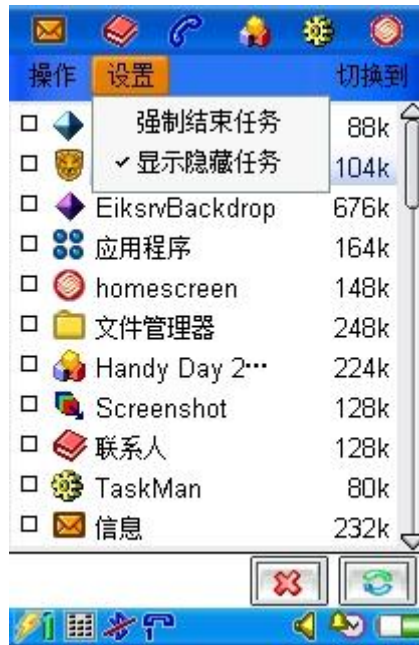 操作 设置 切换到
强制结束任务
✓显示隐藏任务
88k
104k
EiksrvBackdrop 676k
应用程序 164k
homescreen 148k
文件管理器 248k
Handy Day 2… 224k
Screenshot 128k
联系人 128k
TaskMan 80k
信息 232k